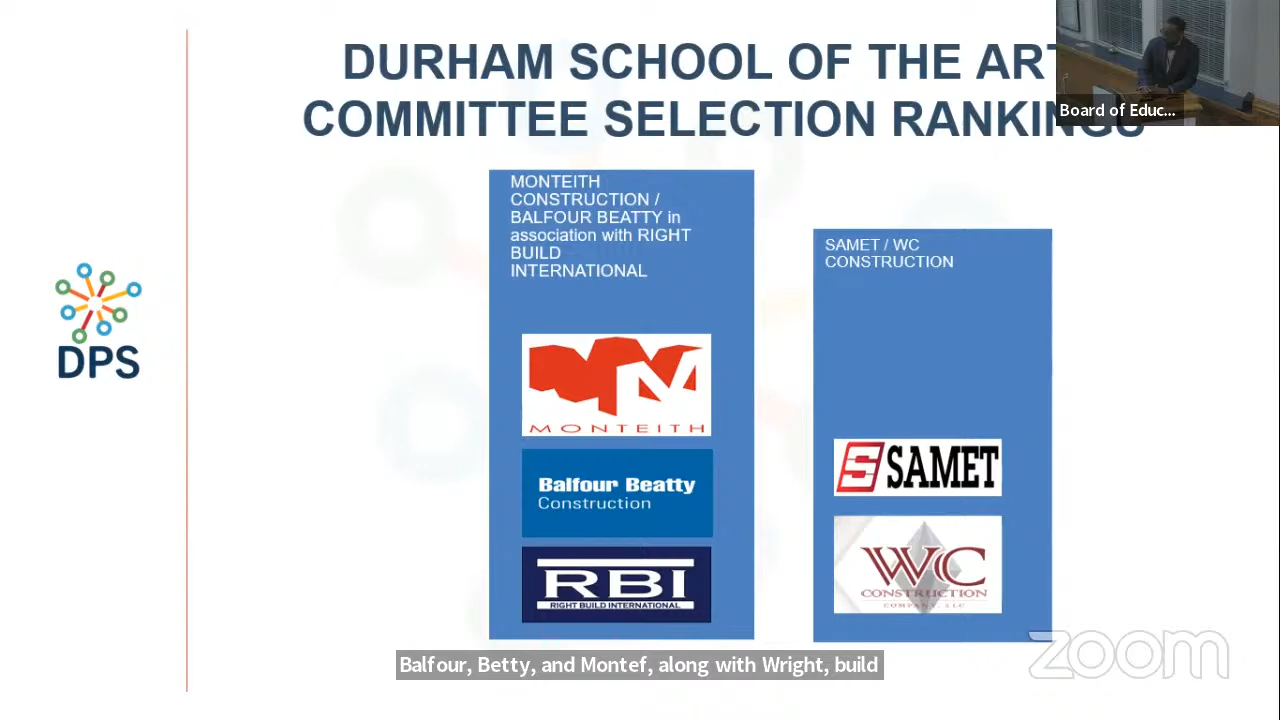 DURHAM SCHOOL OF THE ART
COMMITTEE SELECTION RANKINGS
Board of Educ...
MONTEITH
CONSTRUCTION /
BALFOUR BEATTY in
association with RIGHT
BUILD
INTERNATIONAL
SAMET / WC
CONSTRUCTION
DPS
MONTEITH
Balfour Beatty
Construction
RBI
RIGHT BUILD INTERNATIONAL
SAMET
WC
CONSTRUCTION
COMPANY, LLC
Balfour, Betty, and Montef, along with Wright, build
zoom